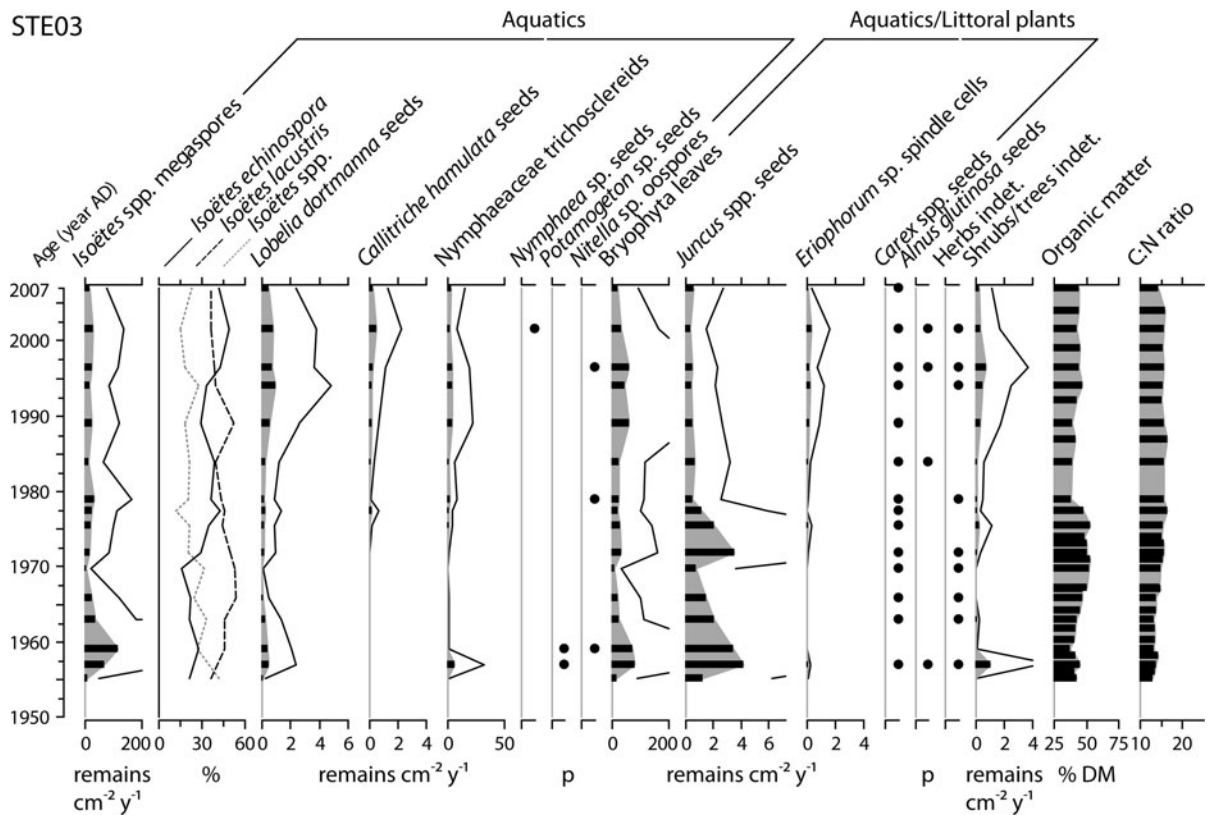 STE03
Aquatics
Aquatics/Littoral plants
Age (year AD)
Isoëtes spp. megaspores
Isoëtes echinospora
Isoëtes lacustris
Isoëtes spp.
Lobelia dortmanna seeds
Callitriche hamulata seeds
Nymphaeaceae trichosclereids
Nymphaea sp. seeds
Potamogeton sp. seeds
Nitella sp. oospores
Bryophyta leaves
Juncus spp. seeds
Eriophorum sp. spindle cells
Carex spp. seeds
Alnus glutinosa seeds
Herbs indet.
Shrubs/trees indet.
Organic matter
C:N ratio
2007
2000
1990
1980
1970
1960
1950
0 200 0 30 60 0 2 4 6 0 2 4 0 50 0 200 0 2 4 6 0 2 4 0 2 4 25 50 75 10 20
remains cm⁻² y⁻¹
%
remains cm⁻² y⁻¹
p
remains cm⁻² y⁻¹
p
remains cm⁻² y⁻¹
% DM